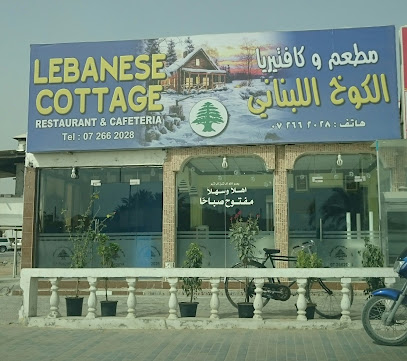 LEBANESE
COTTAGE
RESTAURANT & CAFETERIA
Tel : 07 266 2028
مطعم و كافتيريا
الكوخ اللبناني
هاتف : ٠٧ ٢٦٦ ٢٠٢٨
اهلا وسهلا
مفتوح صباحا